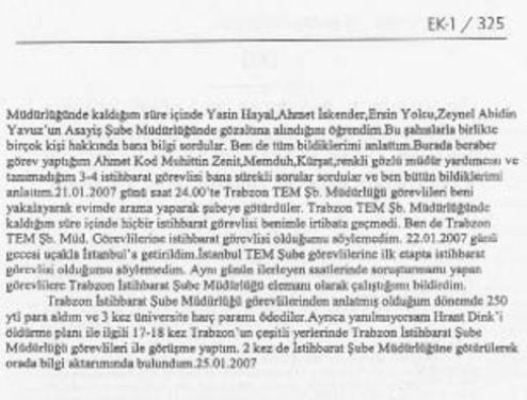 EK-1 / 325
Müdürlüğünde kaldığım süre içinde Yasin Hayal,Ahmet İskender,Ersin Yolcu,Zeynel Abidin
Yavuz'un Asayiş Şube Müdürlüğünde gözaltına alındığını öğrendim.Bu şahıslarla birlikte
birçok kişi hakkında bana bilgi sordular. Ben de tüm bildiklerimi anlattım.Burada beraber
görev yaptığım Ahmet Kod Muhittin Zenit,Memduh,Kürşat,renkli gözlü müdür yardımcısı ve
tanımadığım 3-4 istihbarat görevlisi bana sürekli sorular sordular ve ben bütün bildiklerimi
anlattım.21.01.2007 günü saat 24.00'te Trabzon TEM Şb. Müdürlüğü görevlileri beni
yakalayarak evimde arama yaparak şubeye götürdüler. Trabzon TEM Şb. Müdürlüğünde
kaldığım süre içinde hiçbir istihbarat görevlisi benimle irtibata geçmedi. Ben de Trabzon
TEM Şb. Müd. Görevlilerine istihbarat görevlisi olduğumu söylemedim. 22.01.2007 günü
gecesi uçakla İstanbul'a getirildim.İstanbul TEM Şube görevlilerine ilk etapta istihbarat
görevlisi olduğumu söylemedim. Aynı günün ilerleyen saatlerinde soruşturmamı yapan
görevlilere Trabzon İstihbarat Şube Müdürlüğü elemanı olarak çalıştığımı bildirdim.
Trabzon İstihbarat Şube Müdürlüğü görevlilerinden anlatmış olduğum dönemde 250
ytl para aldım ve 3 kez üniversite harç paramı ödediler.Ayrıca yanılmıyorsam Hrant Dink'i
öldürme planı ile ilgili 17-18 kez Trabzon'un çeşitli yerlerinde Trabzon İstihbarat Şube
Müdürlüğü görevlileri ile görüşme yaptım. 2 kez de İstihbarat Şube Müdürlüğüne götürülerek
orada bilgi aktarımında bulundum.25.01.2007